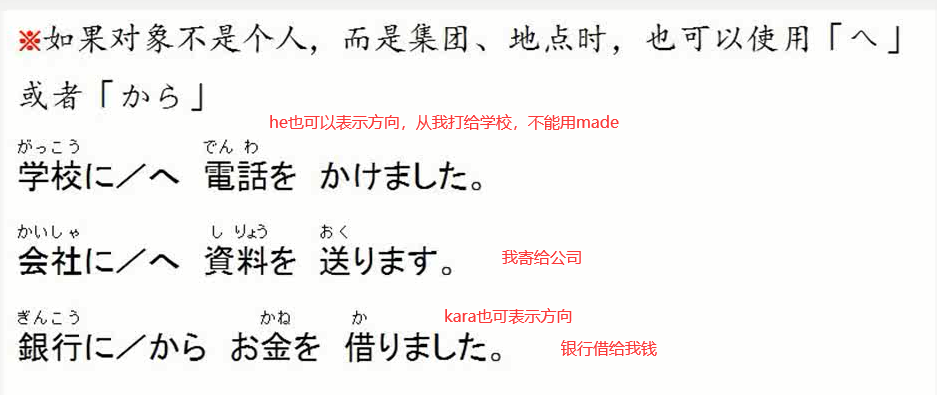 ※如果对象不是个人，而是集团、地点时，也可以使用「へ」
或者「から」
he也可以表示方向，从我打给学校，不能用made
がっこう でんわ
学校に／へ 電話を かけました。
かいしゃ しりょう おく
会社に／へ 資料を 送ります。 我寄给公司
ぎんこう かね か kara也可表示方向
銀行に／から お金を 借りました。 银行借给我钱